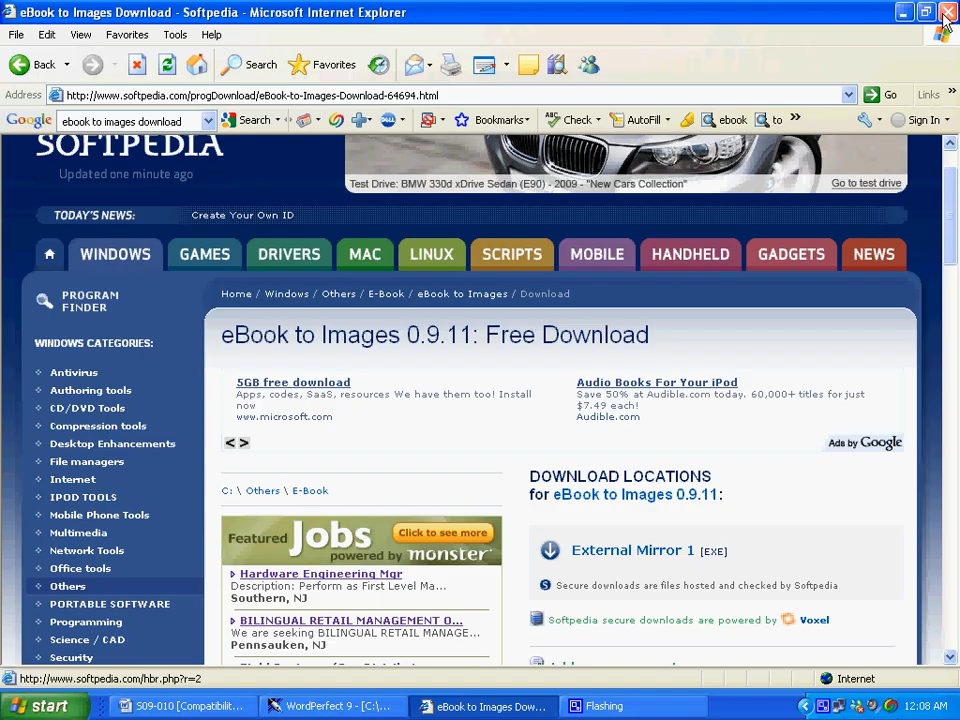 eBook to Images Download - Softpedia - Microsoft Internet Explorer
File Edit View Favorites Tools Help
Back Search Favorites
Address http://www.softpedia.com/progDownload/eBook-to-Images-Download-64694.html Go Links »
Google ebook to images download Search Bookmarks Check AutoFill ebook to » Sign In
SOFTPEDIA
Updated one minute ago
Test Drive: BMW 330d xDrive Sedan (E90) - 2009 - "New Cars Collection" Go to test drive
TODAY'S NEWS: Create Your Own ID
WINDOWS GAMES DRIVERS MAC LINUX SCRIPTS MOBILE HANDHELD GADGETS NEWS
PROGRAM
FINDER
Home / Windows / Others / E-Book / eBook to Images / Download
eBook to Images 0.9.11: Free Download
WINDOWS CATEGORIES:
Antivirus
Authoring tools
CD/DVD Tools
Compression tools
Desktop Enhancements
File managers
Internet
IPOD TOOLS
Mobile Phone Tools
Multimedia
Network Tools
Office tools
Others
PORTABLE SOFTWARE
Programming
Science / CAD
Security
5GB free download
Apps, codes, SaaS, resources We have them too! Install
now
www.microsoft.com
Audio Books For Your iPod
Save 50% at Audible.com today. 60,000+ titles for just
$7.49 each!
Audible.com
< > Ads by Google
C: \ Others \ E-Book
Featured Jobs Click to see more
powered by monster
Hardware Engineering Mgr
Description: Perform as First Level Ma...
Southern, NJ
BILINGUAL RETAIL MANAGEMENT O...
We are seeking BILINGUAL RETAIL MANAGE...
Pennsauken, NJ
DOWNLOAD LOCATIONS
for eBook to Images 0.9.11:
External Mirror 1 [EXE]
S Secure downloads are files hosted and checked by Softpedia
Softpedia secure downloads are powered by Voxel
http://www.softpedia.com/hbr.php?r=2 Internet
start S09-010 [Compatibilit... WordPerfect 9 - [C:\... eBook to Images Dow... Flashing 12:08 AM